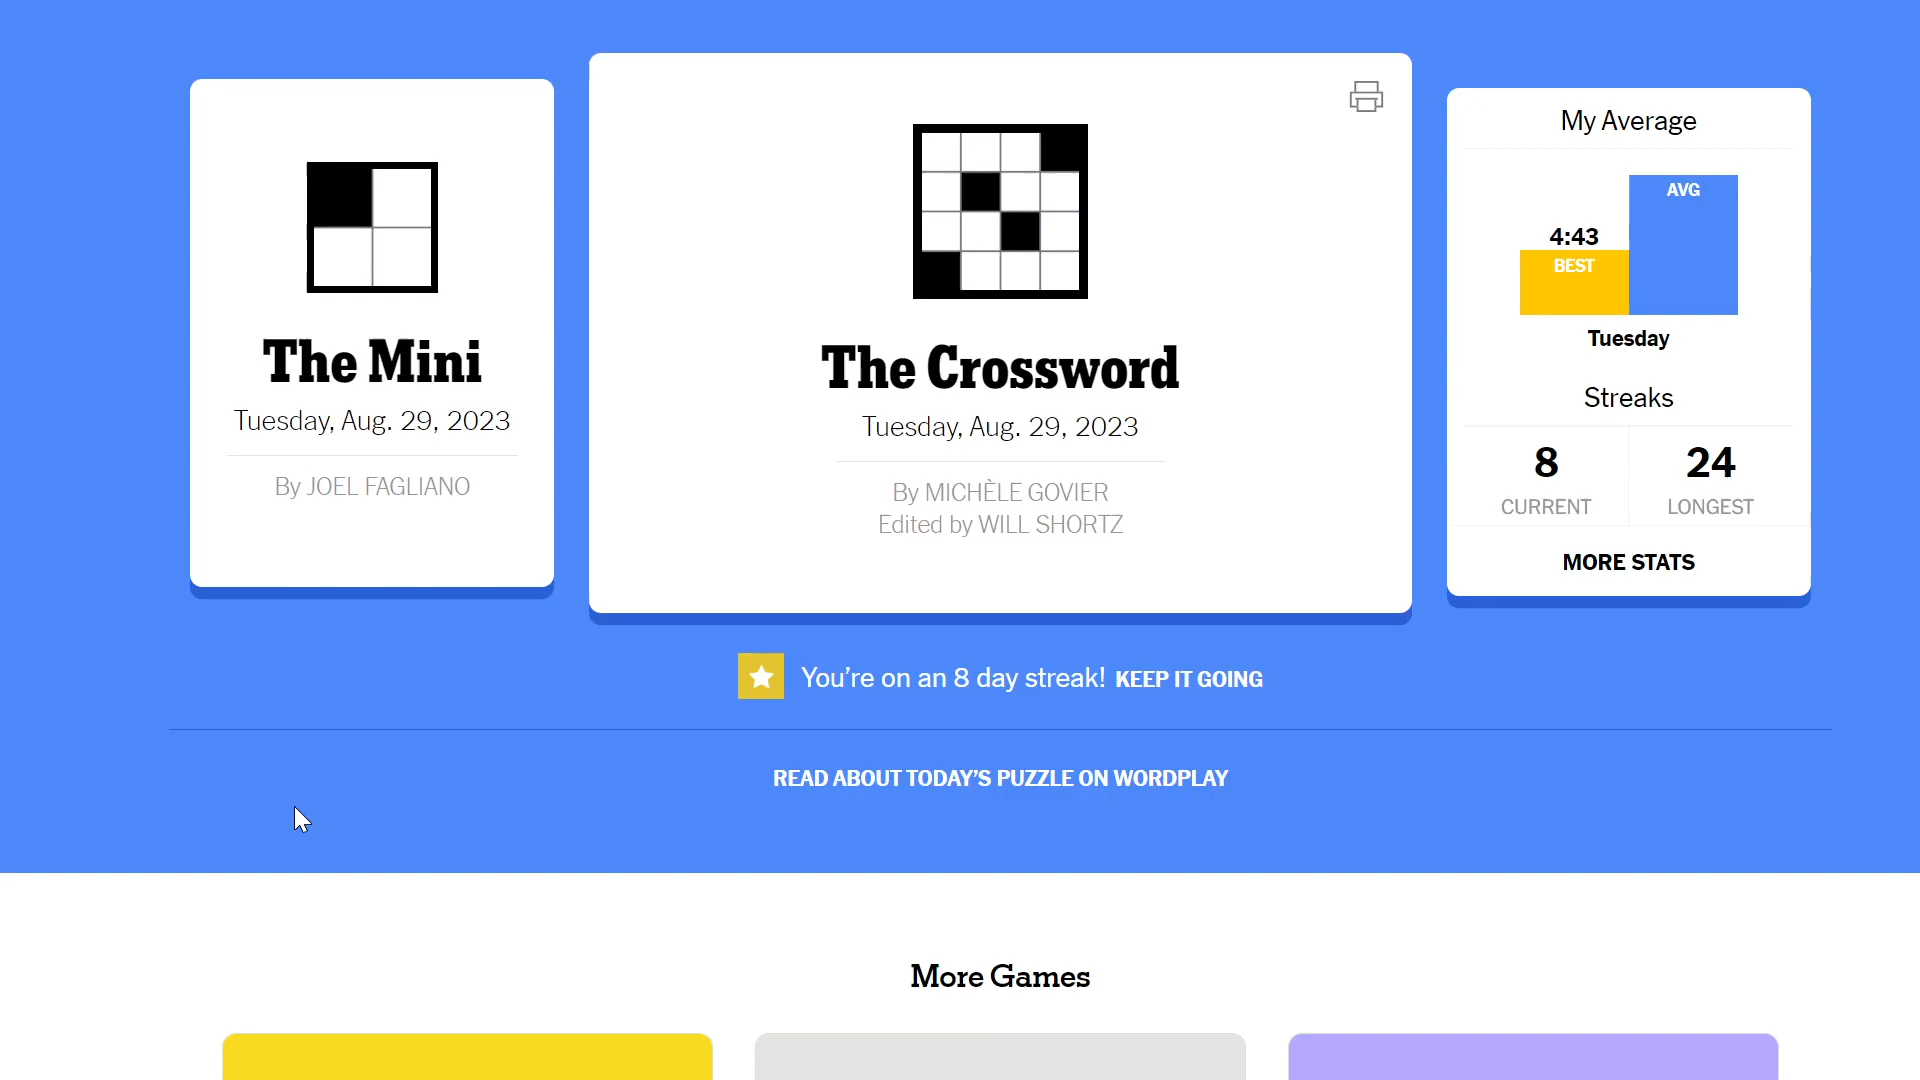 The Mini
Tuesday, Aug. 29, 2023
By JOEL FAGLIANO
The Crossword
Tuesday, Aug. 29, 2023
By MICHÈLE GOVIER
Edited by WILL SHORTZ
My Average
AVG
4:43
BEST
Tuesday
Streaks
8 24
CURRENT LONGEST
MORE STATS
You’re on an 8 day streak! KEEP IT GOING
READ ABOUT TODAY’S PUZZLE ON WORDPLAY
More Games